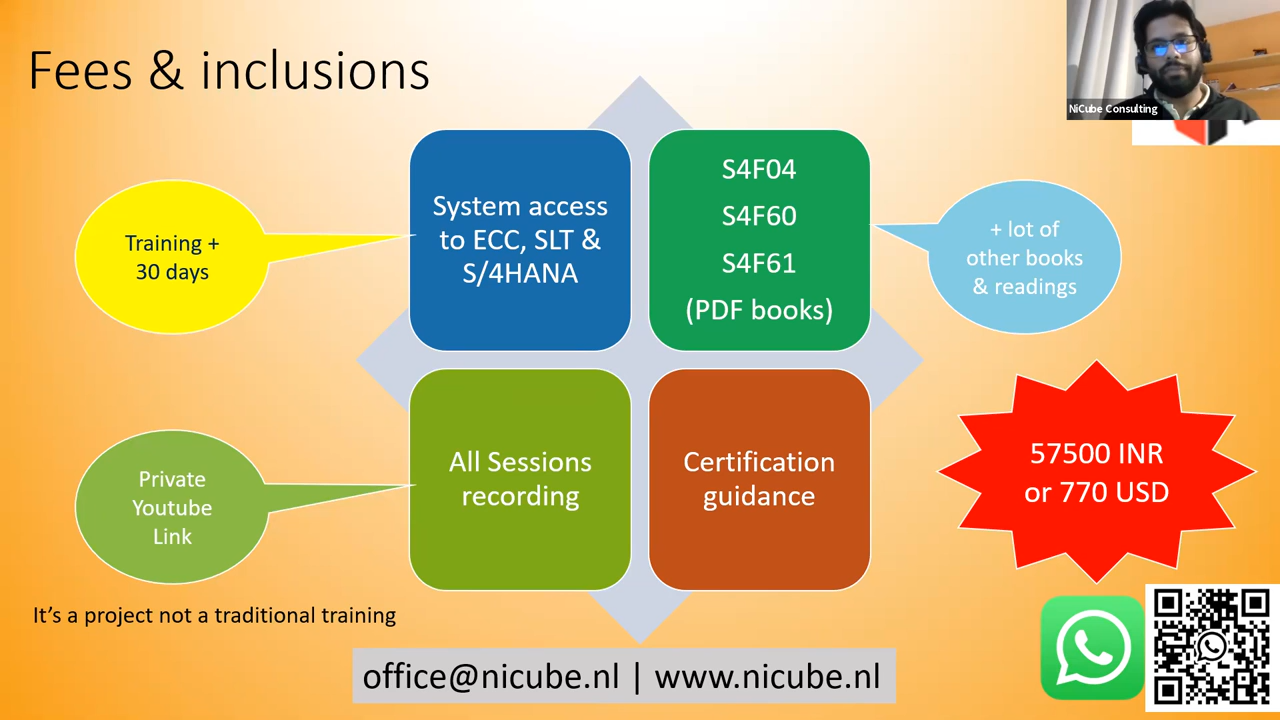 Fees & inclusions
NiCube Consulting
System access
to ECC, SLT &
S/4HANA
S4F04
S4F60
S4F61
(PDF books)
Training +
30 days
+ lot of
other books
& readings
All Sessions
recording
Certification
guidance
57500 INR
or 770 USD
Private
Youtube
Link
It’s a project not a traditional training
office@nicube.nl | www.nicube.nl